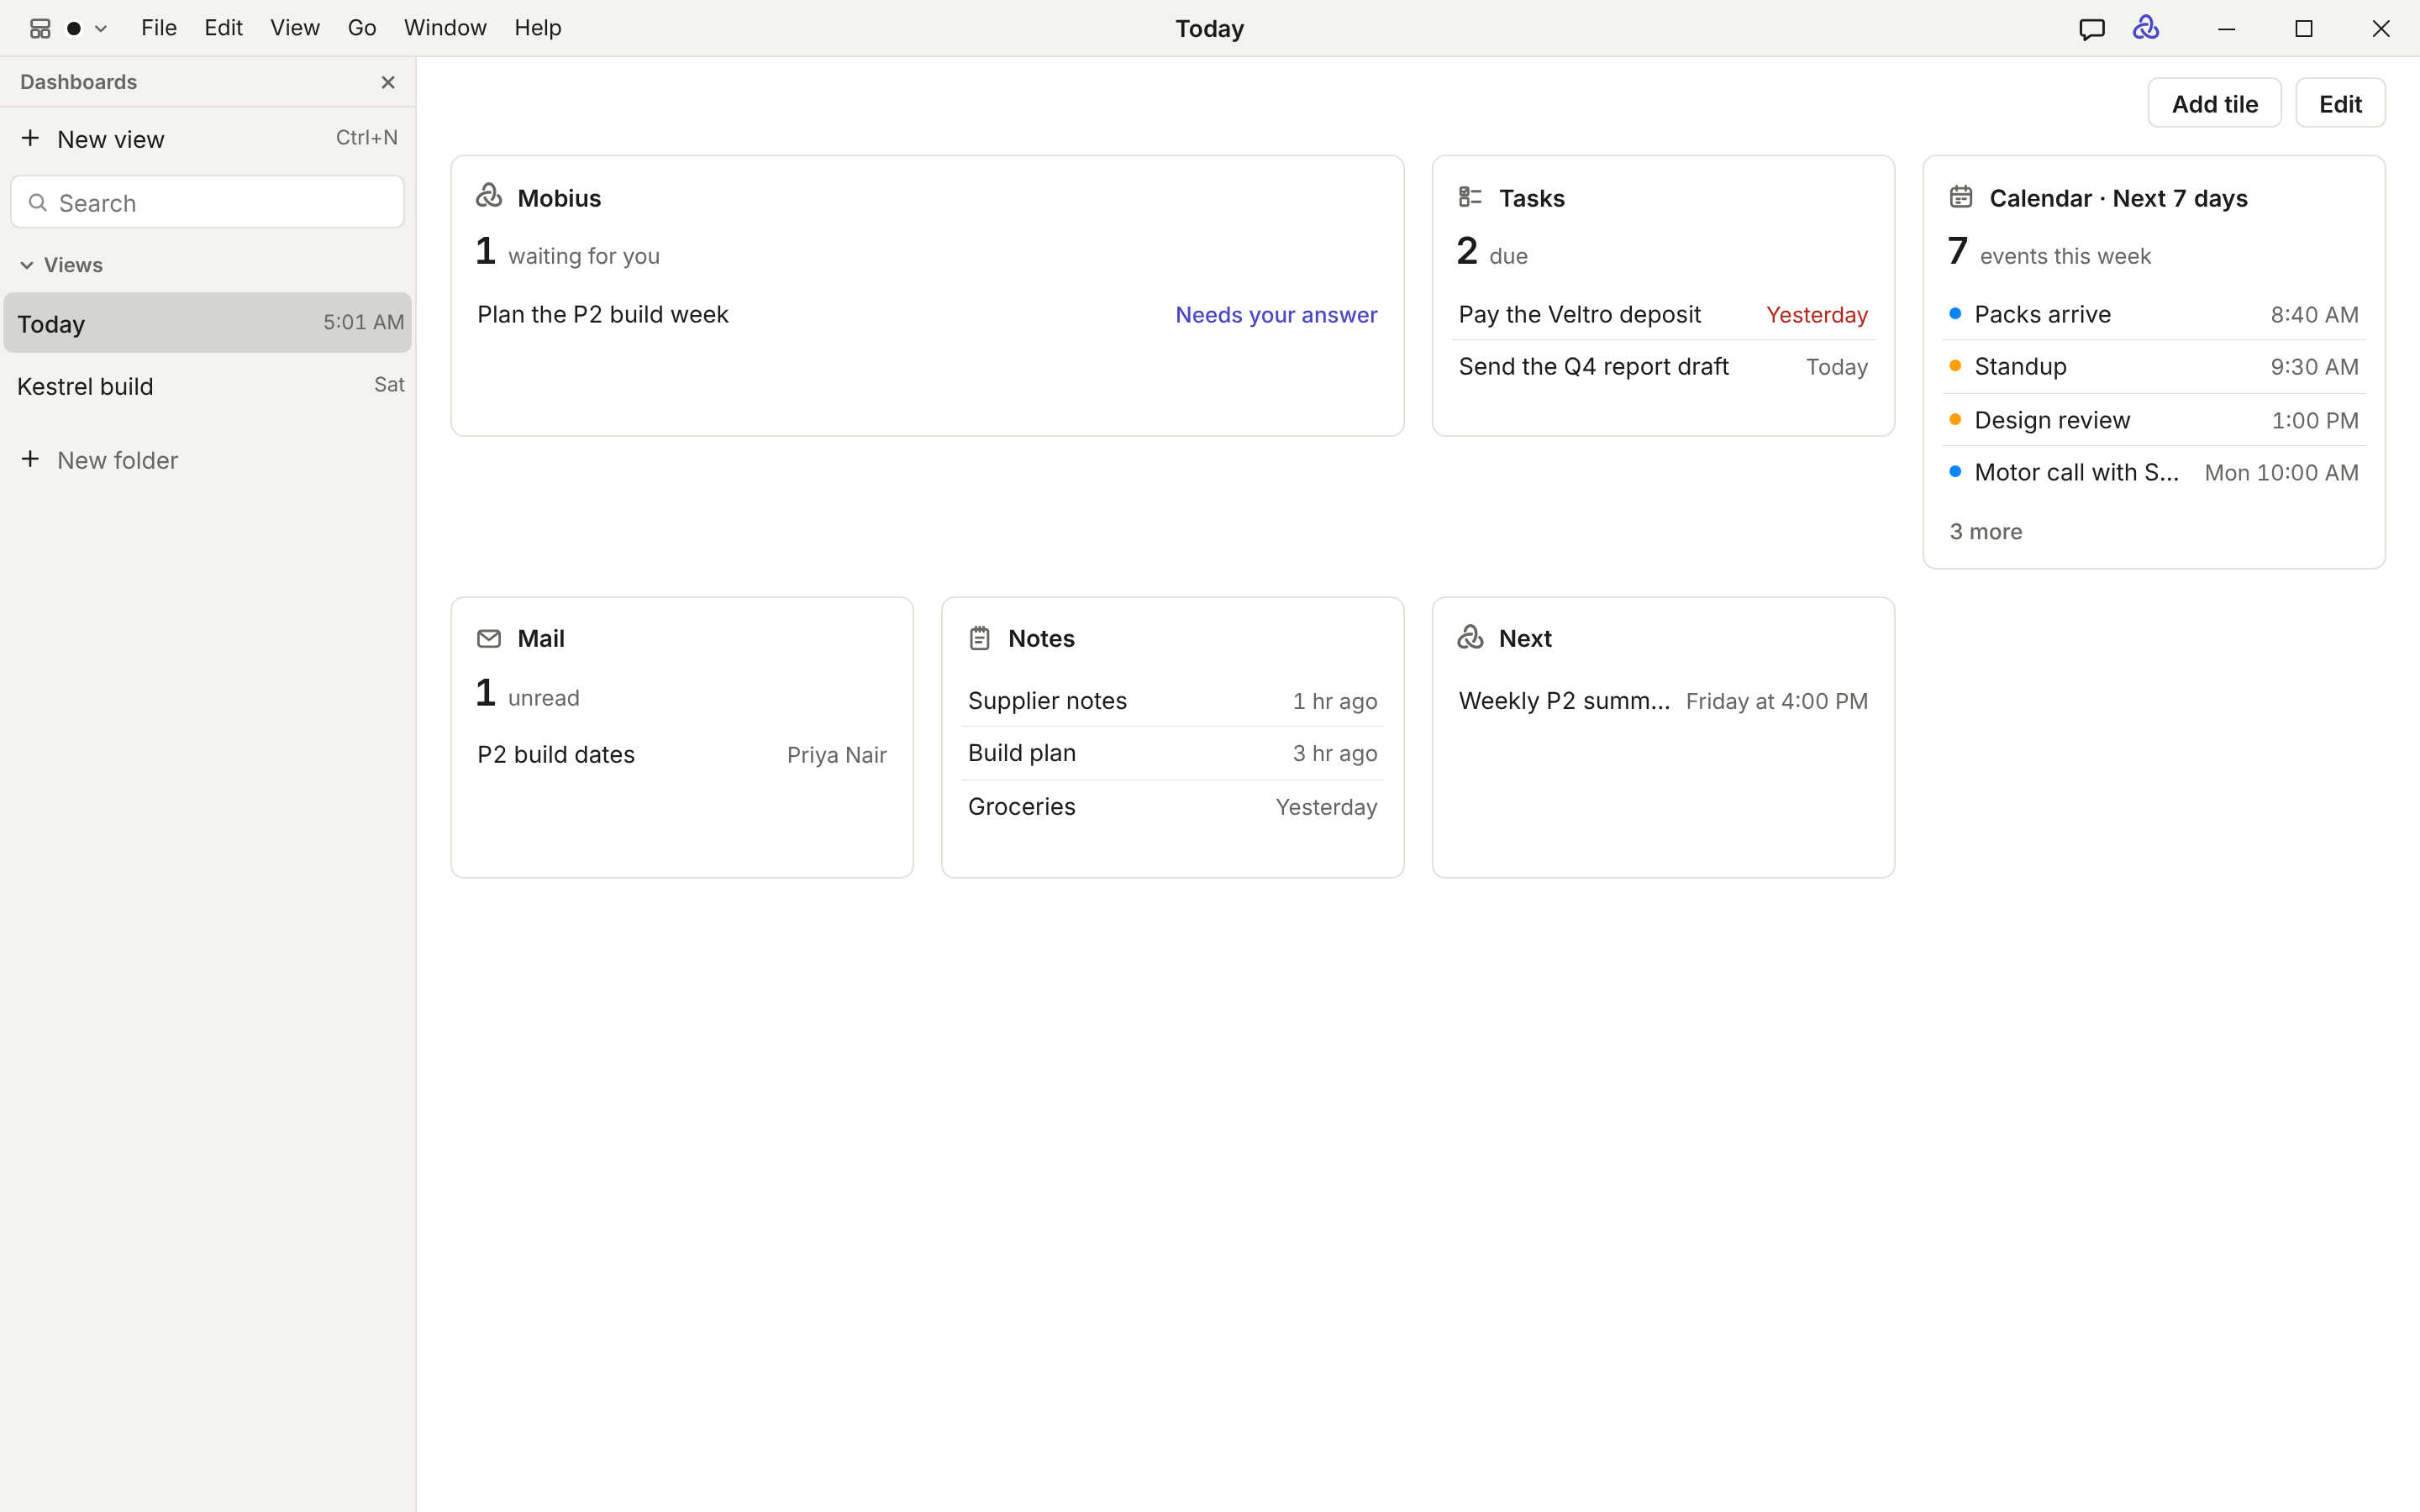 File Edit View Go Window Help
Today
Dashboards
New view Ctrl+N
Search
Views
Today 5:01 AM
Kestrel build Sat
New folder
Add tile Edit
Mobius
1 waiting for you
Plan the P2 build week Needs your answer
Tasks
2 due
Pay the Veltro deposit Yesterday
Send the Q4 report draft Today
Calendar · Next 7 days
7 events this week
Packs arrive 8:40 AM
Standup 9:30 AM
Design review 1:00 PM
Motor call with S... Mon 10:00 AM
3 more
Mail
1 unread
P2 build dates Priya Nair
Notes
Supplier notes 1 hr ago
Build plan 3 hr ago
Groceries Yesterday
Next
Weekly P2 summ... Friday at 4:00 PM